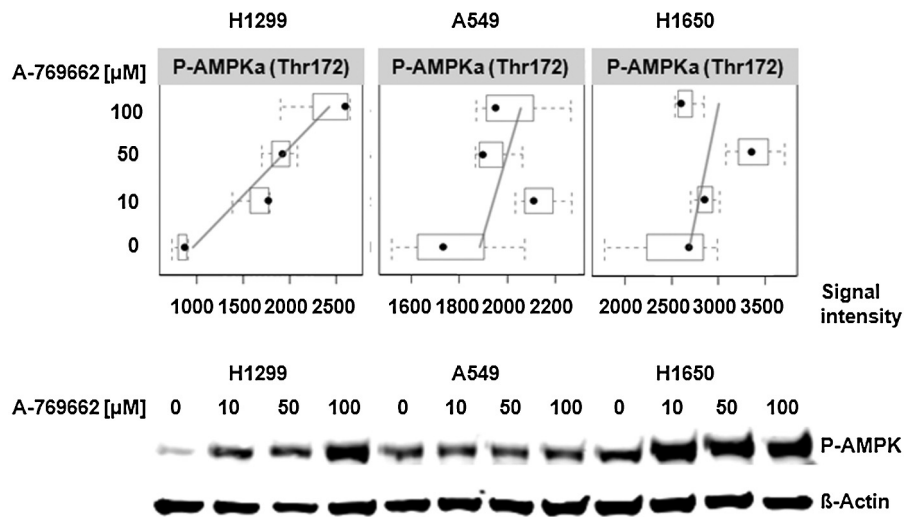 H1299 A549 H1650
A-769662 [µM] P-AMPKa (Thr172) P-AMPKa (Thr172) P-AMPKa (Thr172)
100
50
10
0
1000 1500 2000 2500 1600 1800 2000 2200 2000 2500 3000 3500
Signal
intensity
H1299 A549 H1650
A-769662 [µM] 0 10 50 100 0 10 50 100 0 10 50 100
P-AMPK
ß-Actin